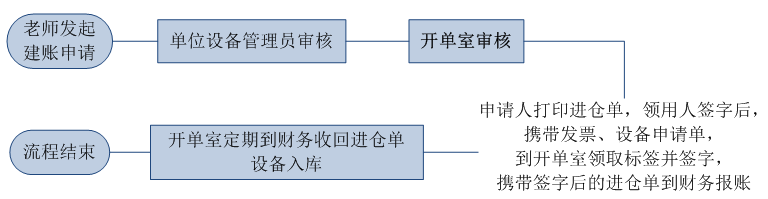 老师发起
建账申请
单位设备管理员审核
开单室审核
申请人打印进仓单，领用人签字后，
携带发票、设备申请单，
到开单室领取标签并签字，
携带签字后的进仓单到财务报账
开单室定期到财务收回进仓单
设备入库
流程结束